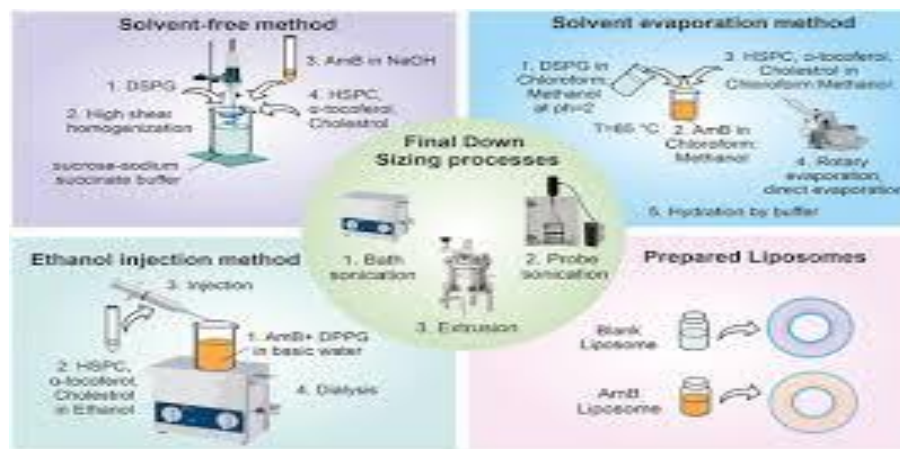 Solvent-free method
1. DSPG
2. High shear
homogenization
sucrose-sodium
succinate buffer
3. AmB in NaOH
4. HSPC,
α-tocoferol,
Cholestrol
Solvent evaporation method
1. DSPG in
Chloroform:
Methanol
at ph=2
T=65 °C
2. AmB in
Chloroform:
Methanol
3. HSPC, α-tocoferol,
Cholestrol in
Chloroform:Methanol
4. Rotary
evaporation,
direct evaporation
5. Hydration by buffer
Final Down
Sizing processes
1. Bath
sonication
2. Probe
sonication
3. Extrusion
Ethanol injection method
3. Injection
1. AmB+ DPPG
in basic water
2. HSPC,
α-tocoferol,
Cholestrol
in Ethanol
4. Dialysis
Prepared Liposomes
Blank
Liposome
AmB
Liposome